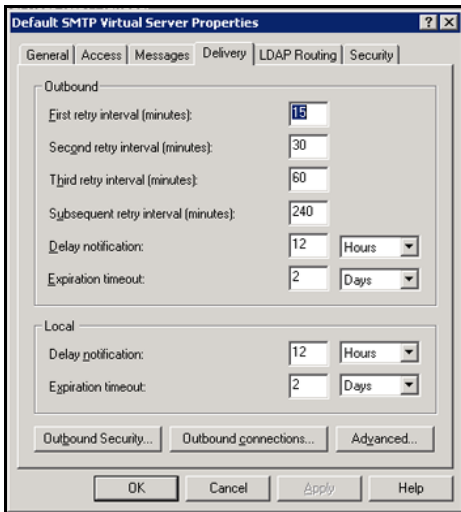 Default SMTP Virtual Server Properties
General Access Messages Delivery LDAP Routing Security
Outbound
First retry interval (minutes): 15
Second retry interval (minutes): 30
Third retry interval (minutes): 60
Subsequent retry interval (minutes): 240
Delay notification: 12 Hours
Expiration timeout: 2 Days
Local
Delay notification: 12 Hours
Expiration timeout: 2 Days
Outbound Security... Outbound connections... Advanced...
OK Cancel Apply Help